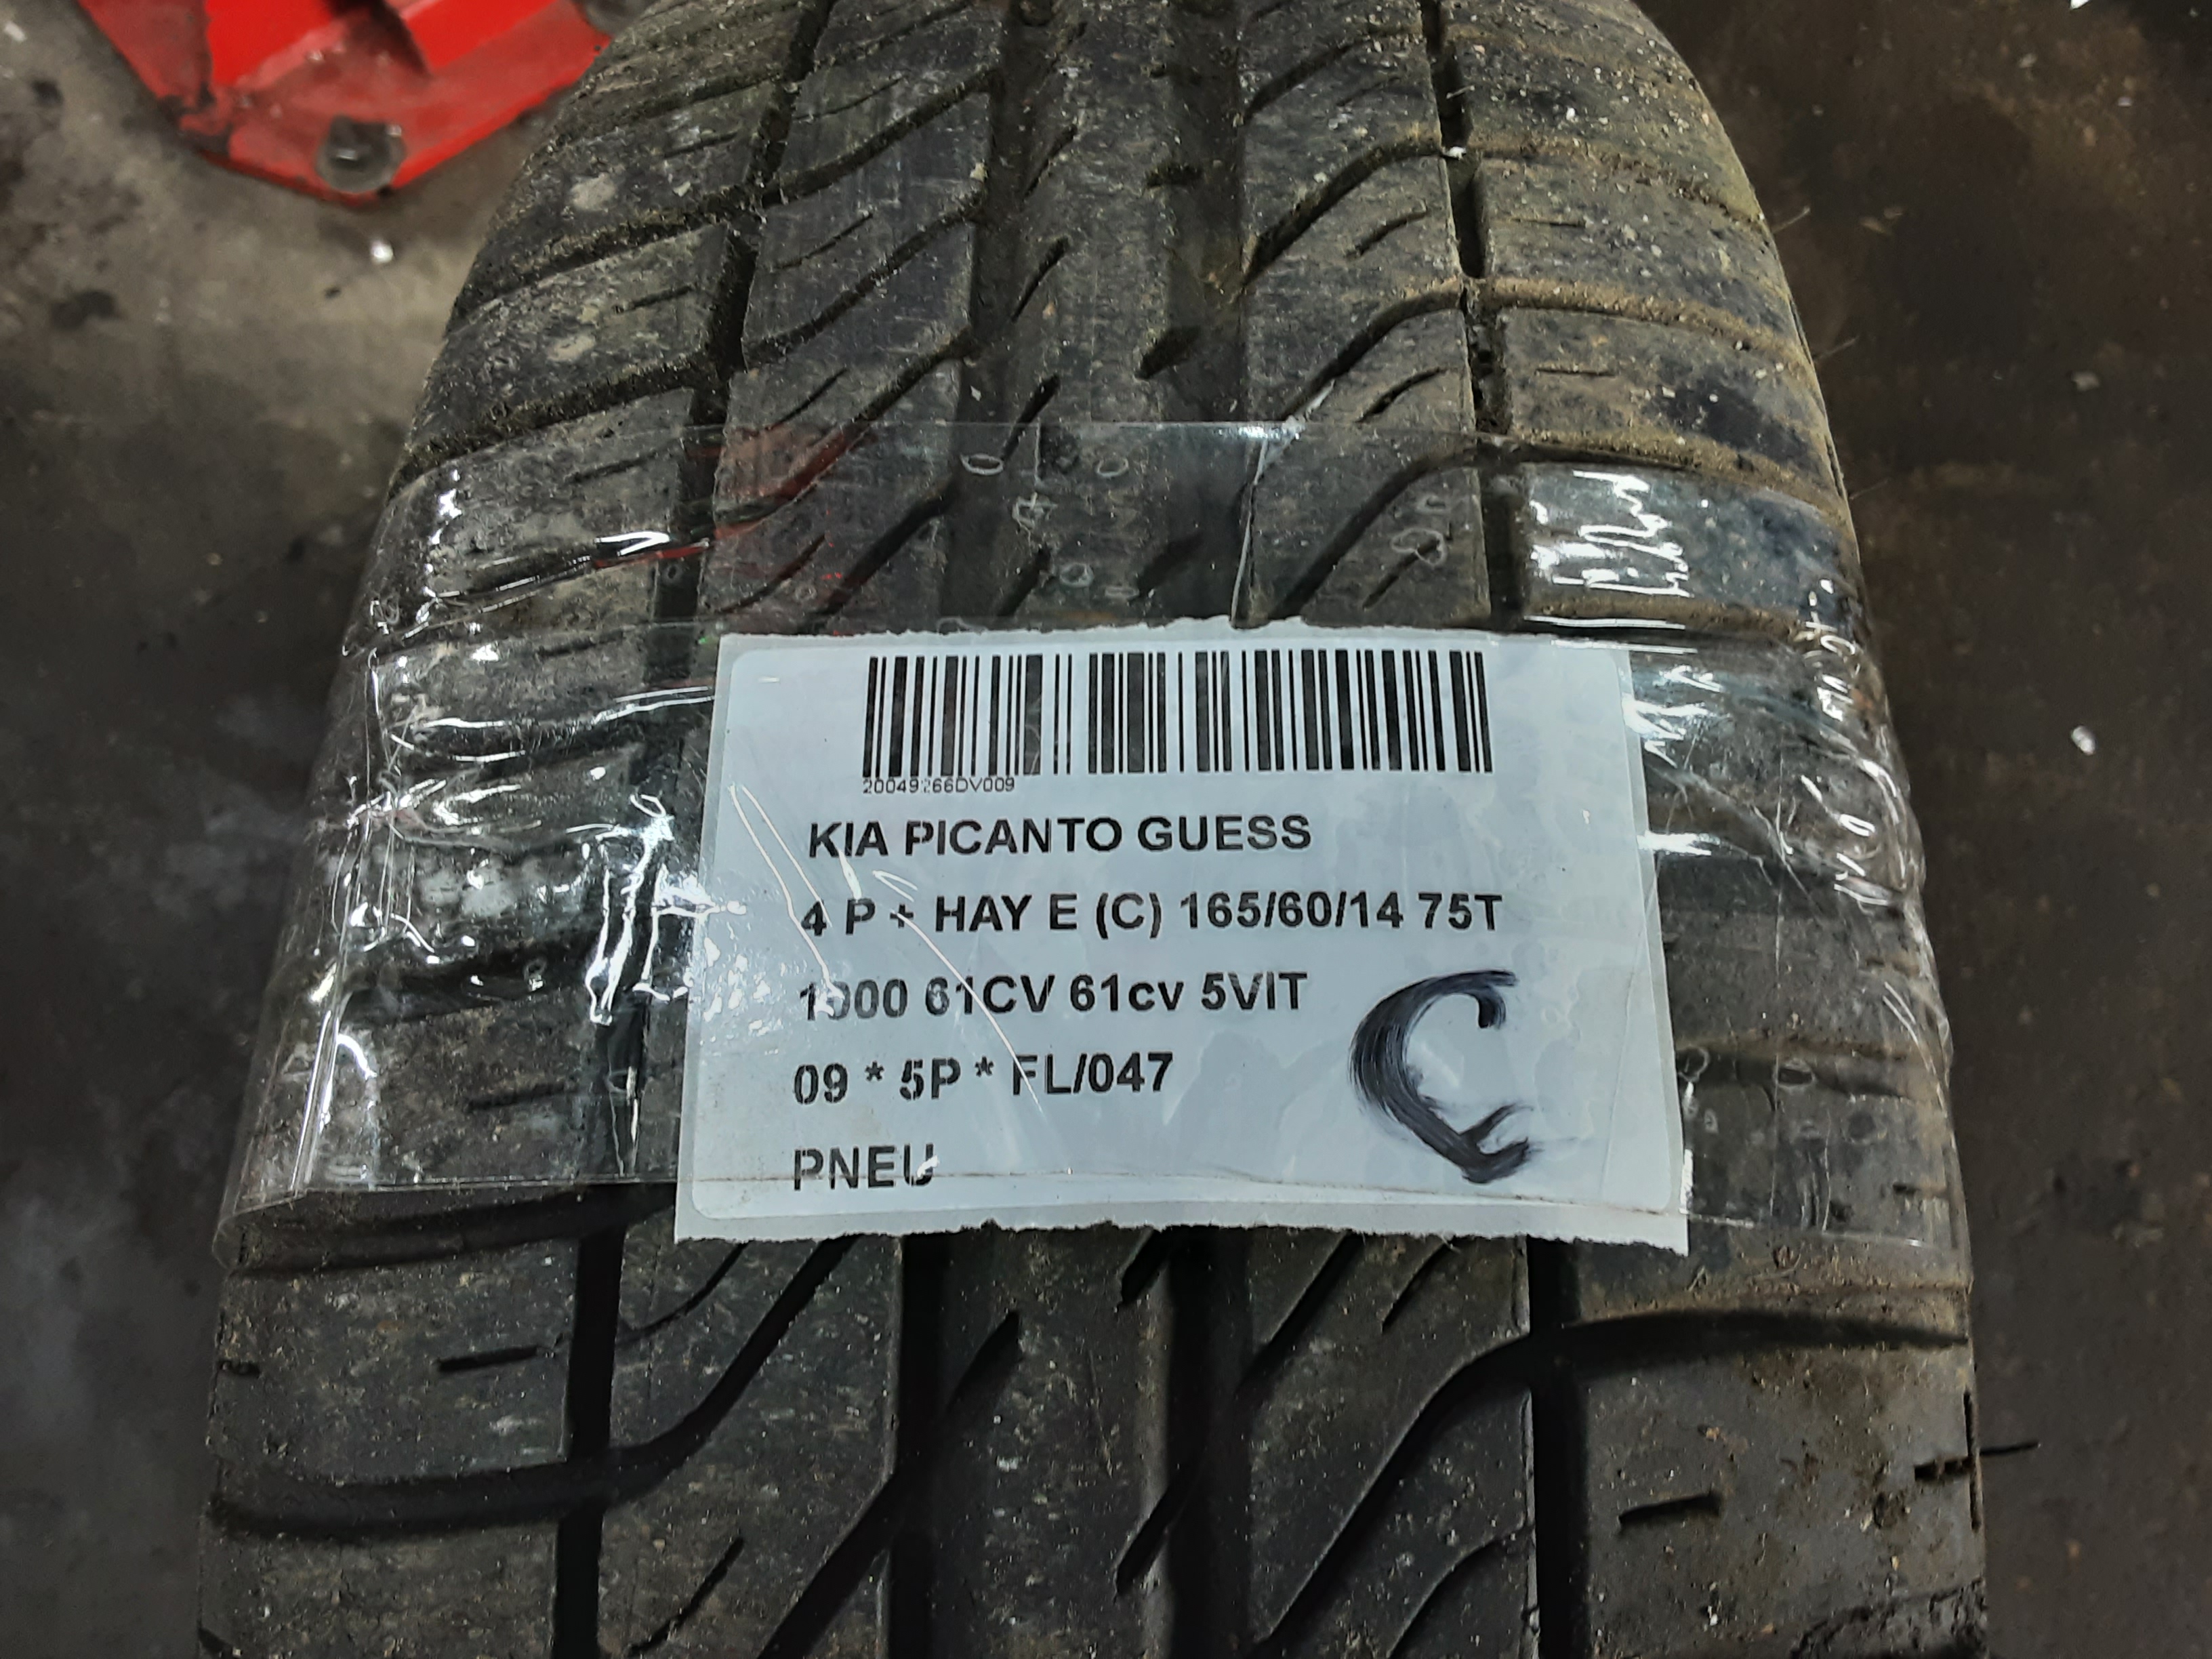 20049266DV009
KIA PICANTO GUESS
4 P + HAY E (C) 165/60/14 75T
1000 61CV 61cv 5VIT
09 * 5P * FL/047
PNEU
C